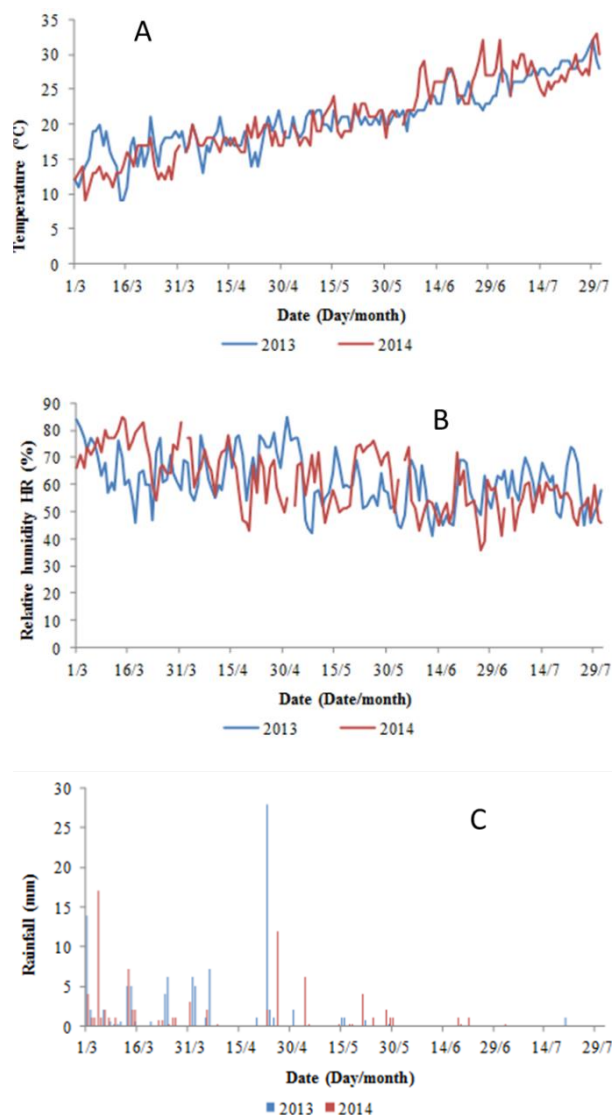 A
35
30
25
20
15
10
5
0
Temperature (°C)
1/3 16/3 31/3 15/4 30/4 15/5 30/5 14/6 29/6 14/7 29/7
Date (Day/month)
2013 2014
B
90
80
70
60
50
40
30
20
10
0
Relative humidity HR (%)
1/3 16/3 31/3 15/4 30/4 15/5 30/5 14/6 29/6 14/7 29/7
Date (Date/month)
2013 2014
C
30
25
20
15
10
5
0
Rainfall (mm)
1/3 16/3 31/3 15/4 30/4 15/5 30/5 14/6 29/6 14/7 29/7
Date (Day/month)
2013 2014